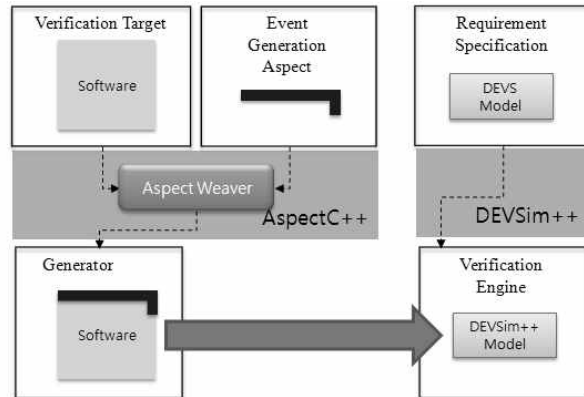 Verification Target
Software
Event
Generation
Aspect
Requirement
Specification
DEVS
Model
Aspect Weaver
AspectC++
DEVSim++
Generator
Software
Verification
Engine
DEVSim++
Model